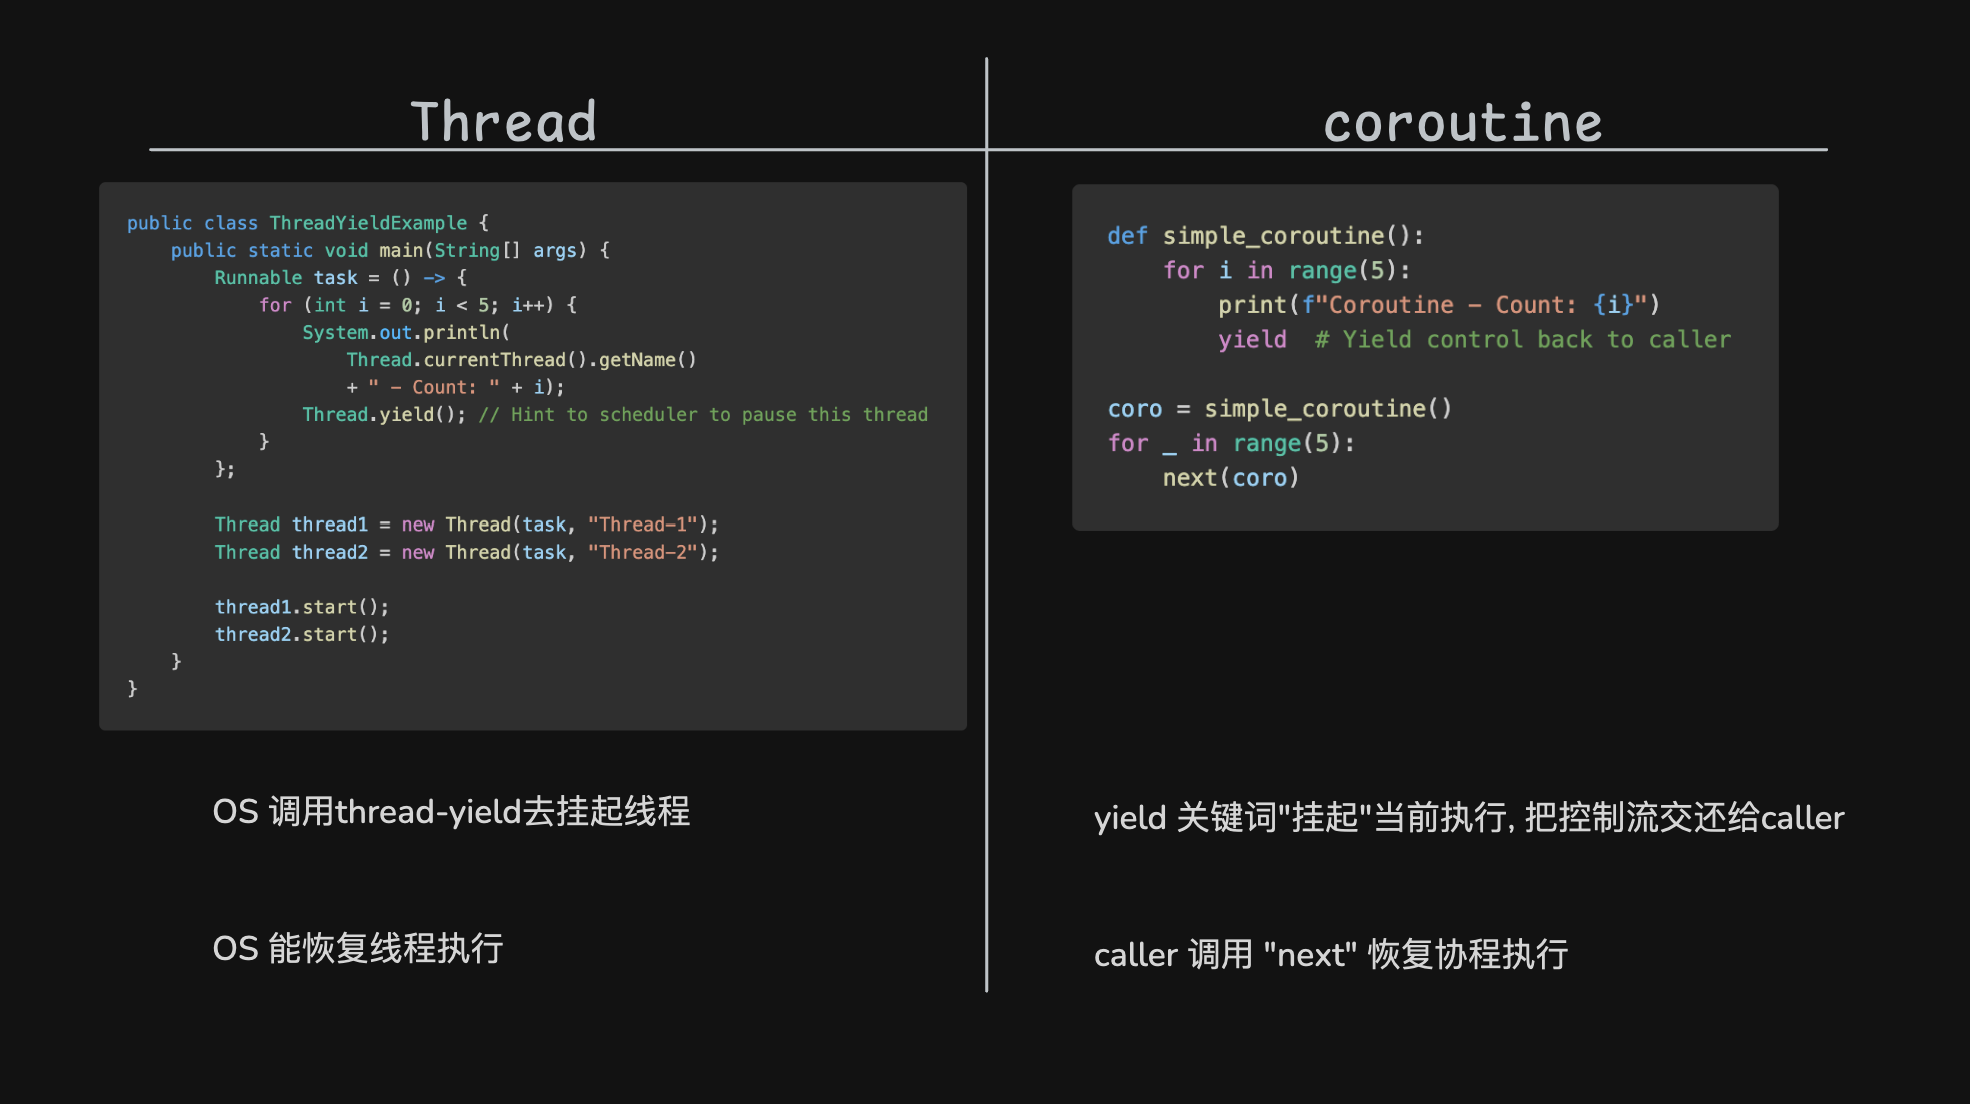 Thread
public class ThreadYieldExample {
    public static void main(String[] args) {
        Runnable task = () -> {
            for (int i = 0; i < 5; i++) {
                System.out.println(
                    Thread.currentThread().getName()
                    + " - Count: " + i);
                Thread.yield(); // Hint to scheduler to pause this thread
            }
        };

        Thread thread1 = new Thread(task, "Thread-1");
        Thread thread2 = new Thread(task, "Thread-2");

        thread1.start();
        thread2.start();
    }
}
OS 调用thread-yield去挂起线程
OS 能恢复线程执行
coroutine
def simple_coroutine():
    for i in range(5):
        print(f"Coroutine - Count: {i}")
        yield  # Yield control back to caller

coro = simple_coroutine()
for _ in range(5):
    next(coro)
yield 关键词"挂起"当前执行, 把控制流交还给caller
caller 调用 "next" 恢复协程执行